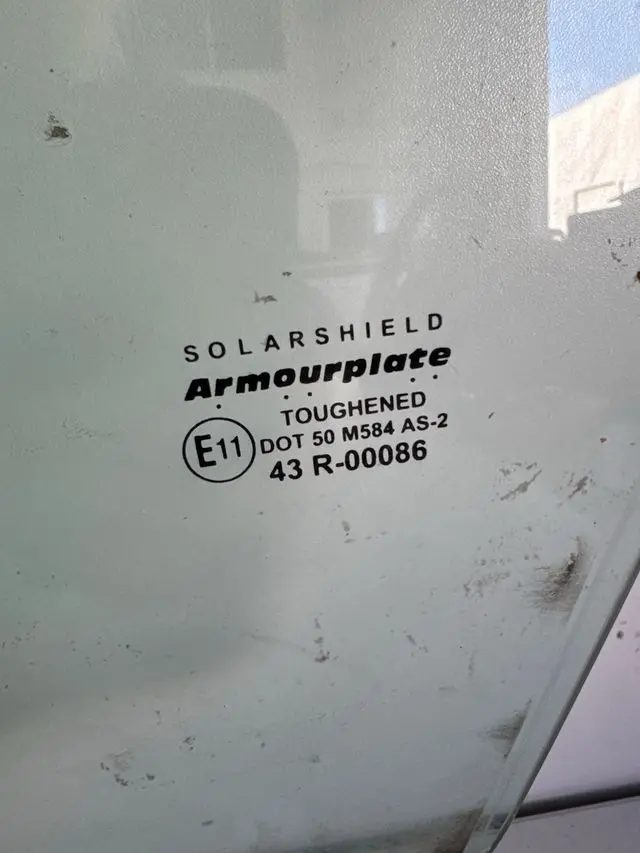 SOLARSHIELD
Armourplate
TOUGHENED
E11 DOT 50 M584 AS-2
43 R-00086